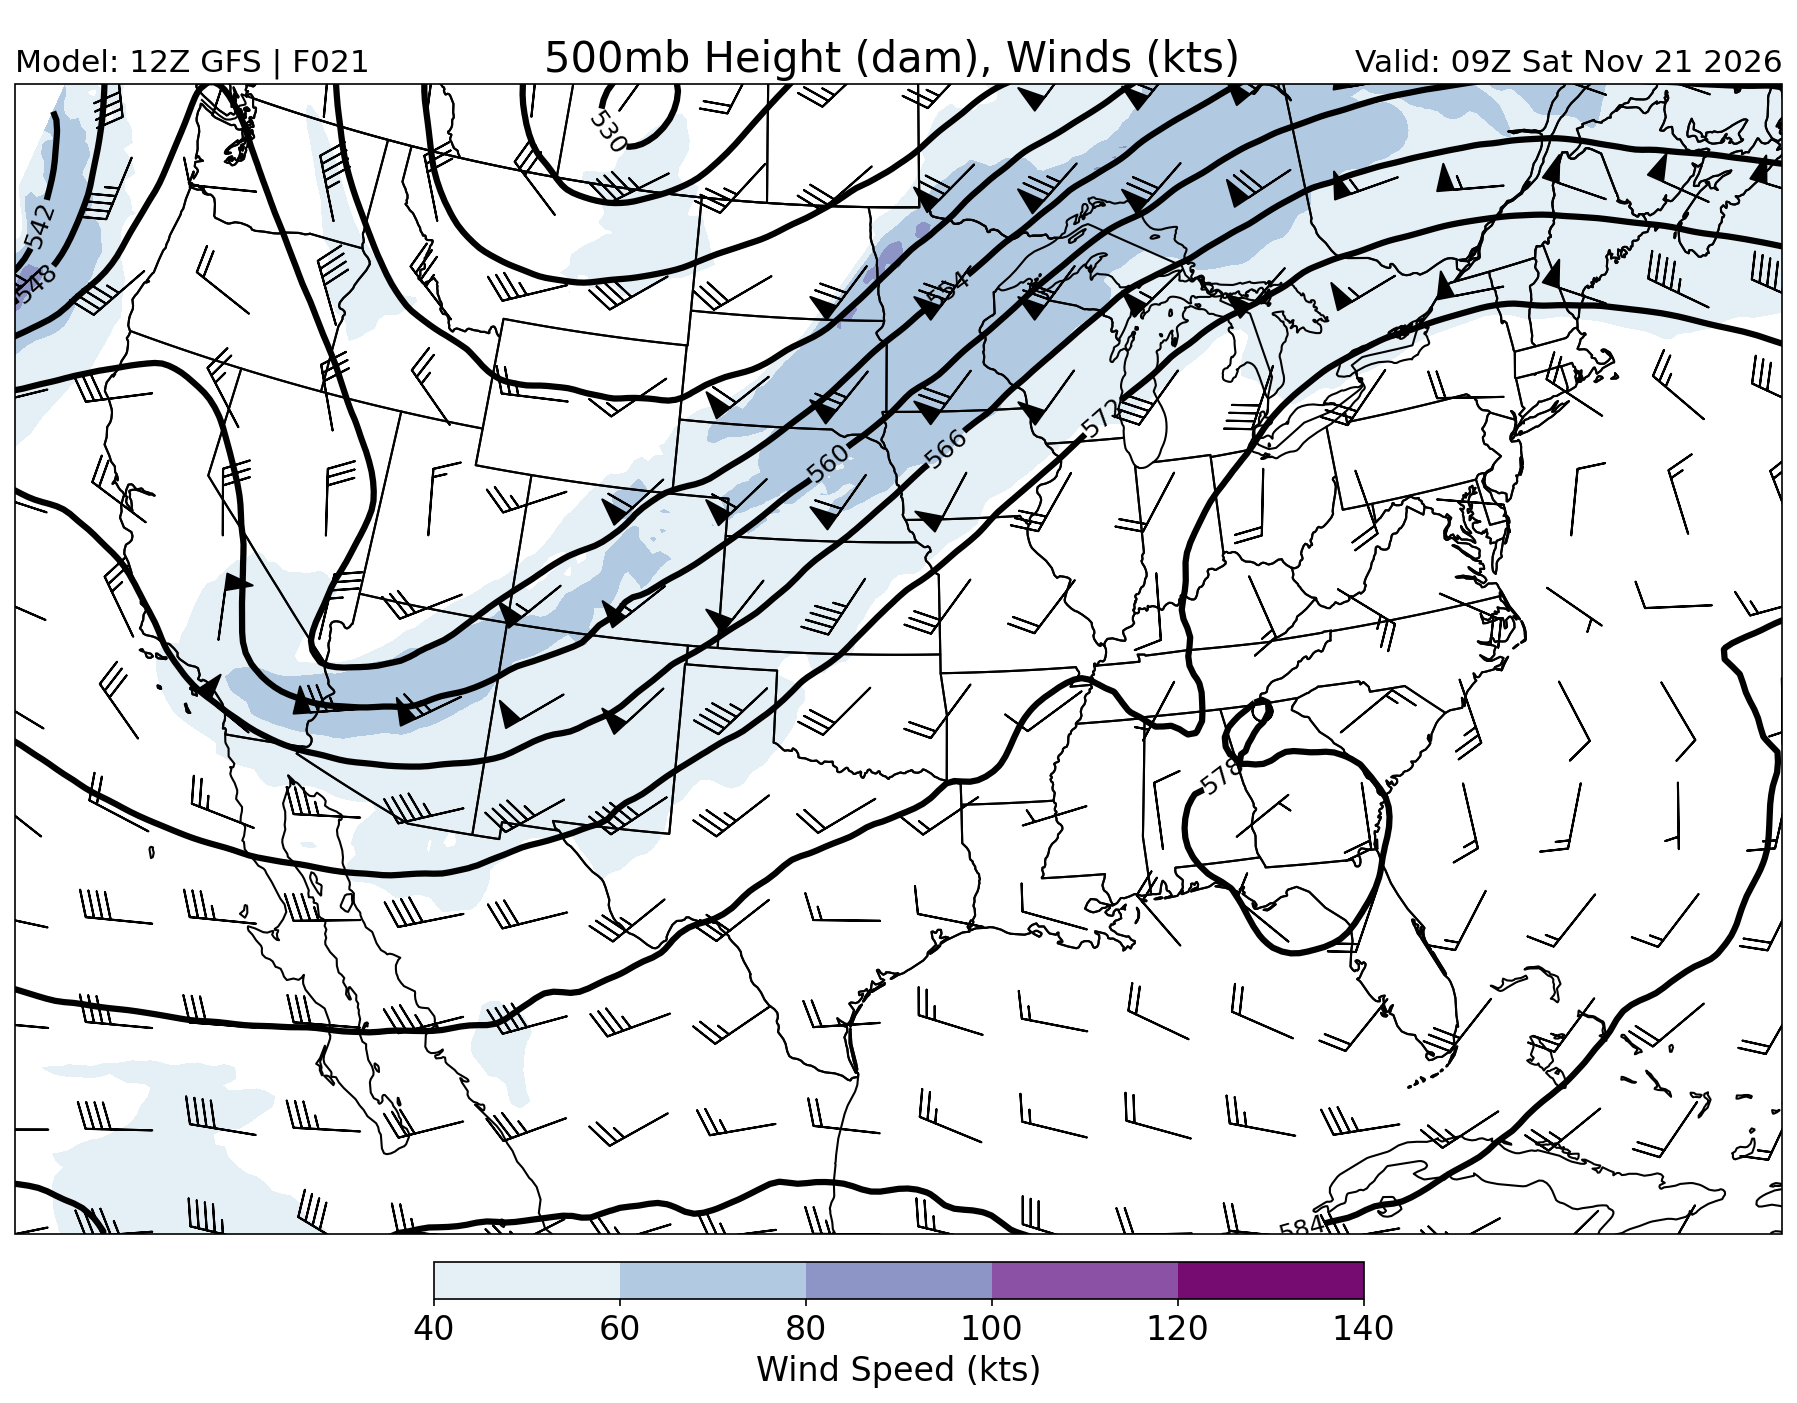 Model: 12Z GFS | F021
500mb Height (dam), Winds (kts)
Valid: 09Z Sat Nov 21 2026
530
542
548
554
560
566
572
578
584
40 60 80 100 120 140
Wind Speed (kts)